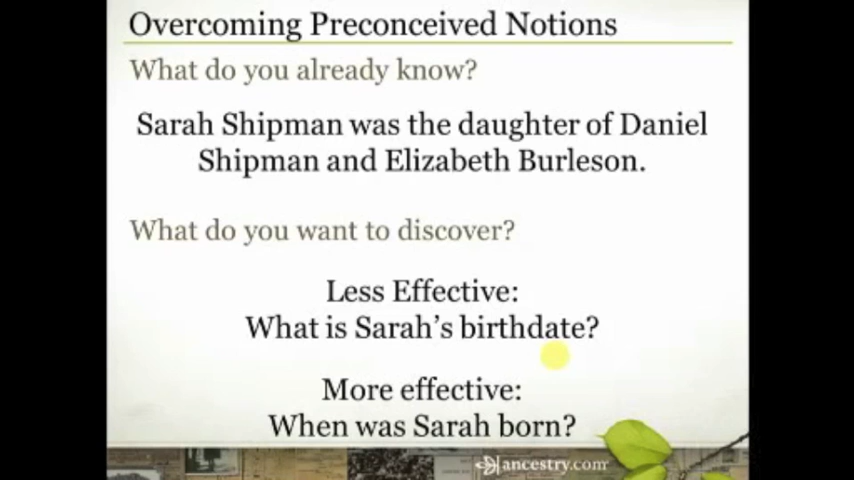 Overcoming Preconceived Notions
What do you already know?
Sarah Shipman was the daughter of Daniel
Shipman and Elizabeth Burleson.
What do you want to discover?
Less Effective:
What is Sarah's birthdate?
More effective:
When was Sarah born?
ancestry.com